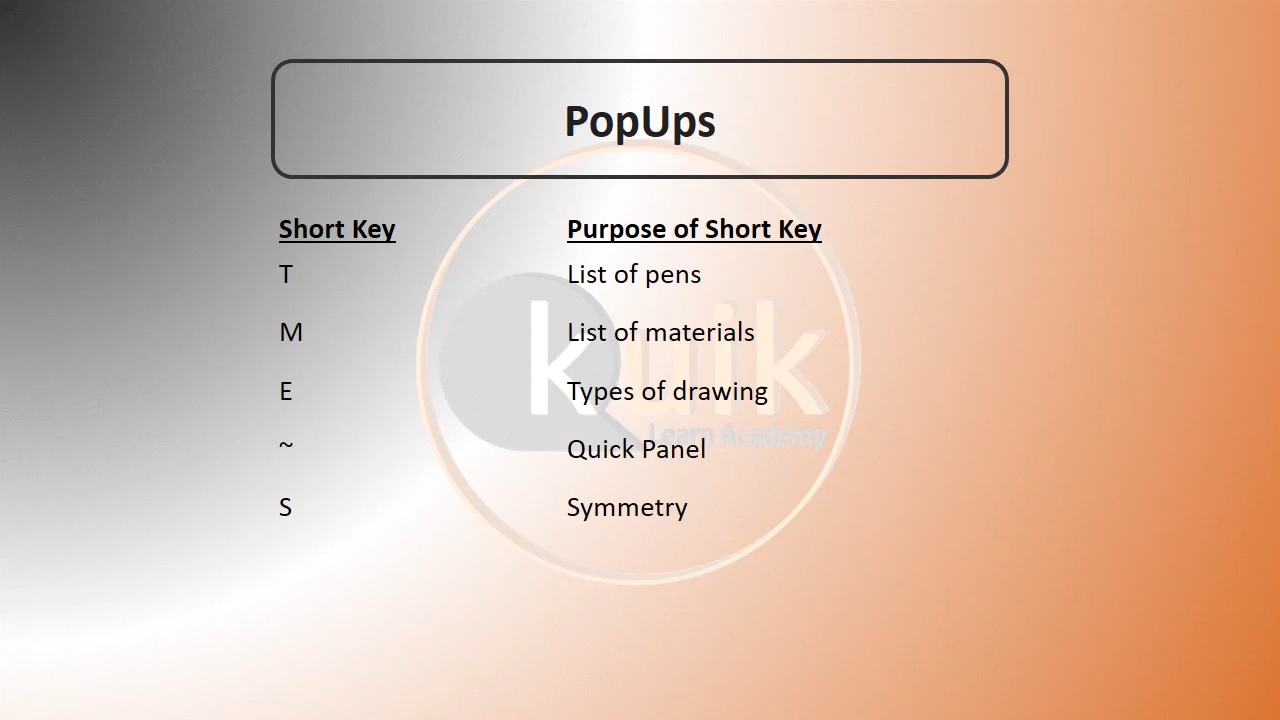 PopUps
Short Key Purpose of Short Key
T List of pens
M List of materials
E Types of drawing
~ Quick Panel
S Symmetry
kuik
Learn Academy